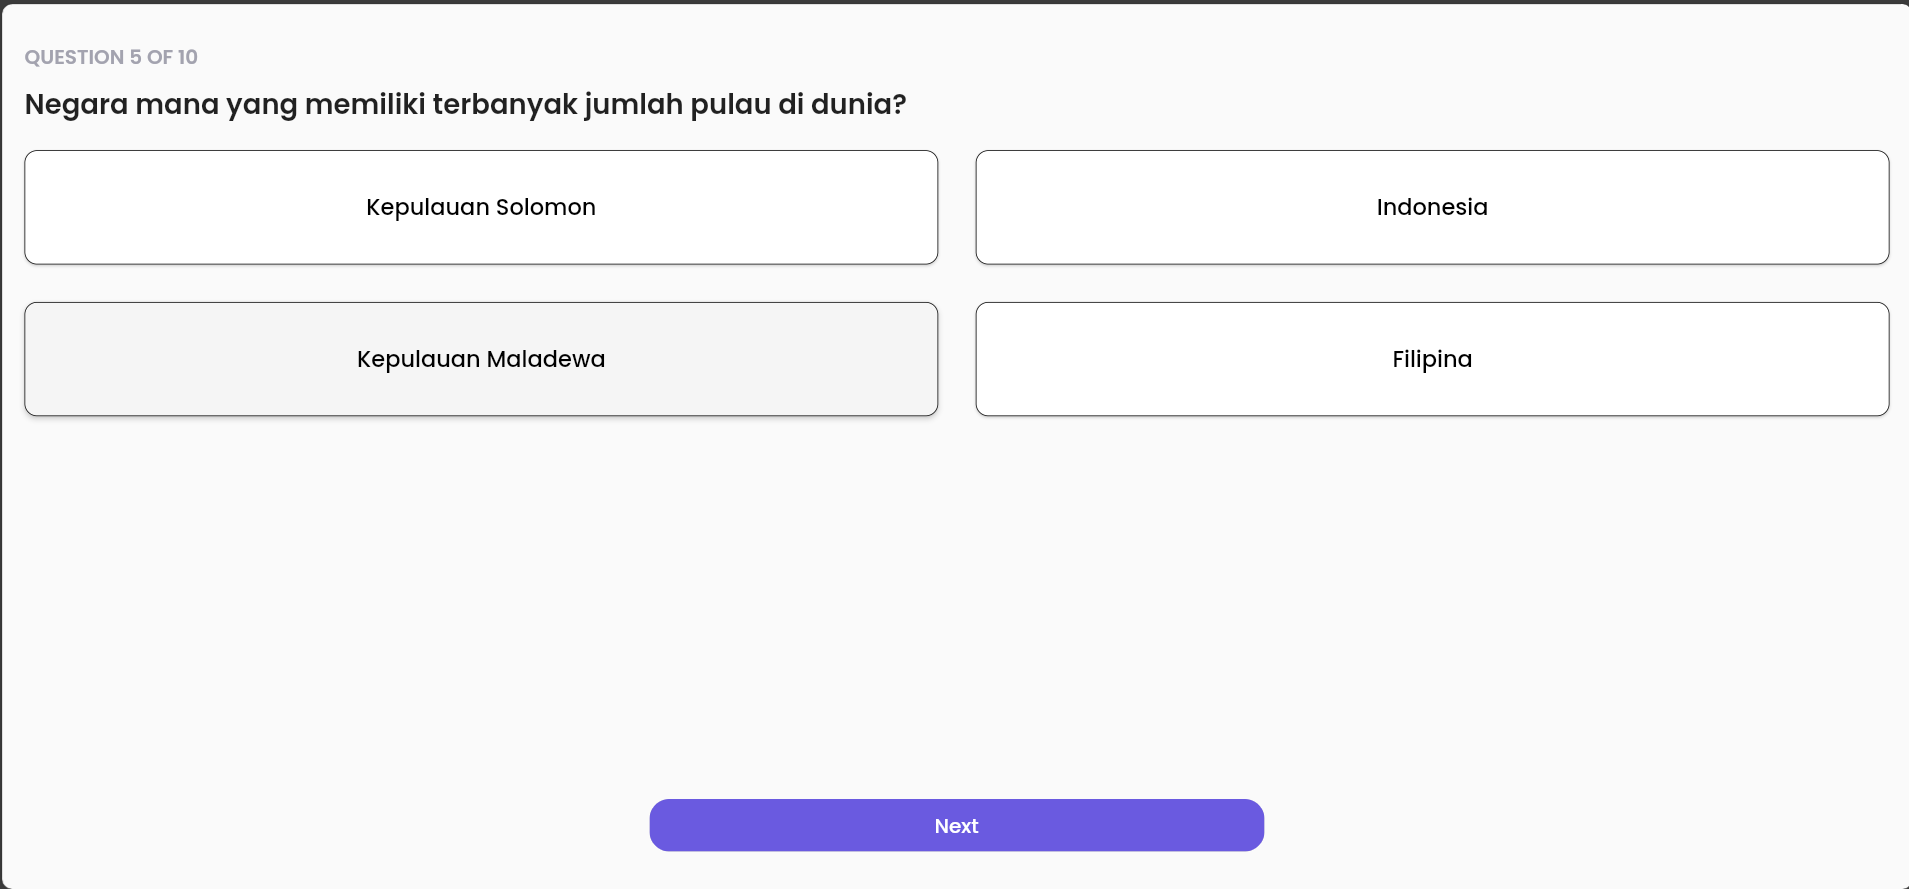 QUESTION 5 OF 10
Negara mana yang memiliki terbanyak jumlah pulau di dunia?
Kepulauan Solomon
Indonesia
Kepulauan Maladewa
Filipina
Next